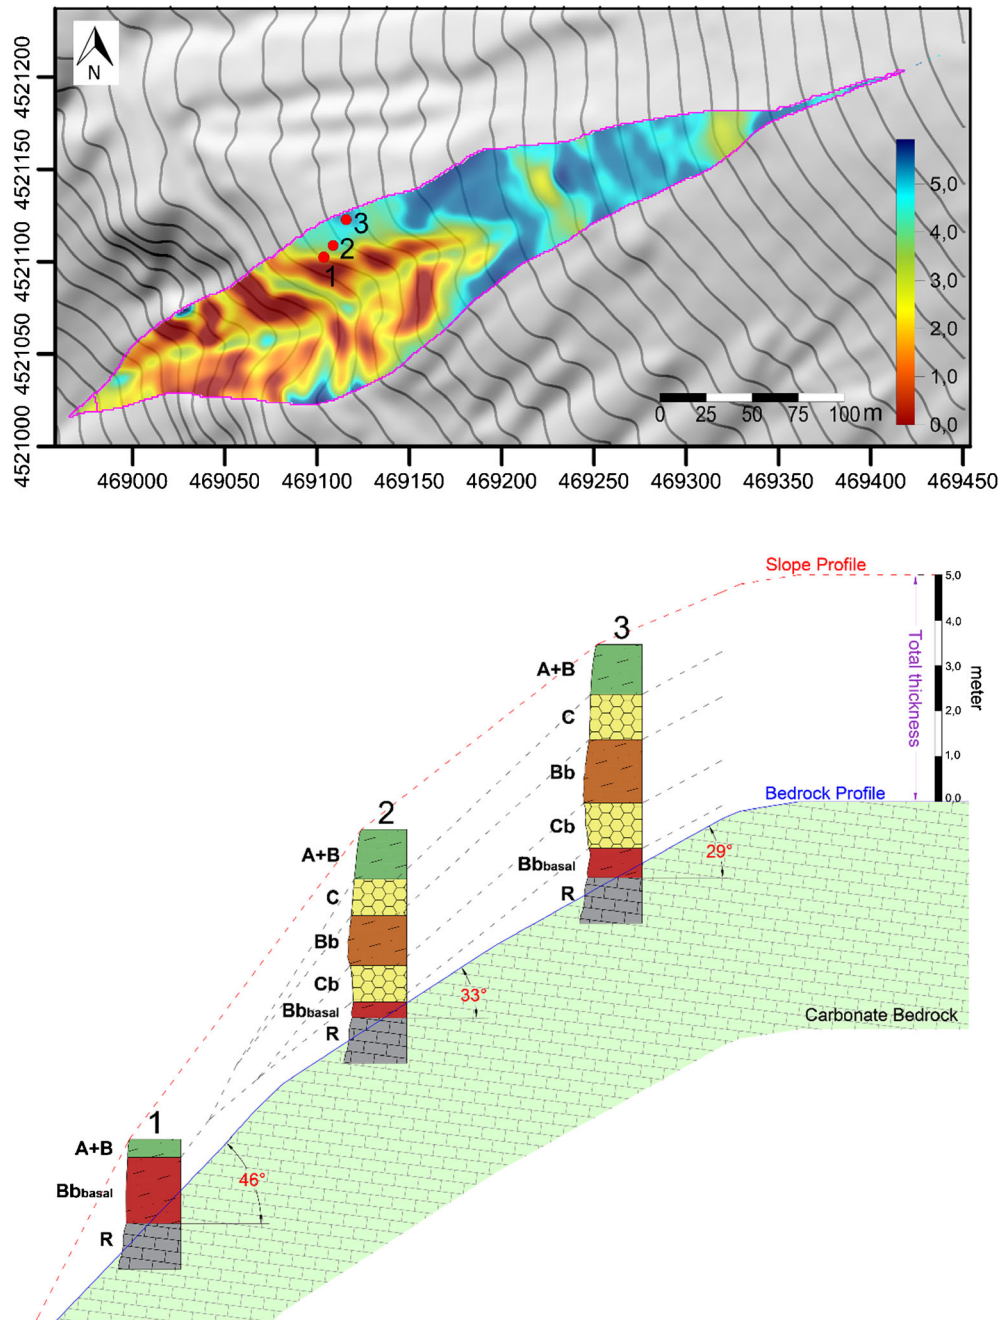 4521200
4521150
4521100
4521050
4521000
N
3
2
1
5,0
4,0
3,0
2,0
1,0
0,0
0 25 50 75 100 m
469000 469050 469100 469150 469200 469250 469300 469350 469400 469450
Slope Profile
5,0
4,0
3,0
2,0
1,0
0,0
meter
Total thickness
Bedrock Profile
3
A+B
C
Bb
Cb
Bbbasal
R
29°
2
A+B
C
Bb
Cb
Bbbasal
R
33°
Carbonate Bedrock
1
A+B
Bbbasal
R
46°